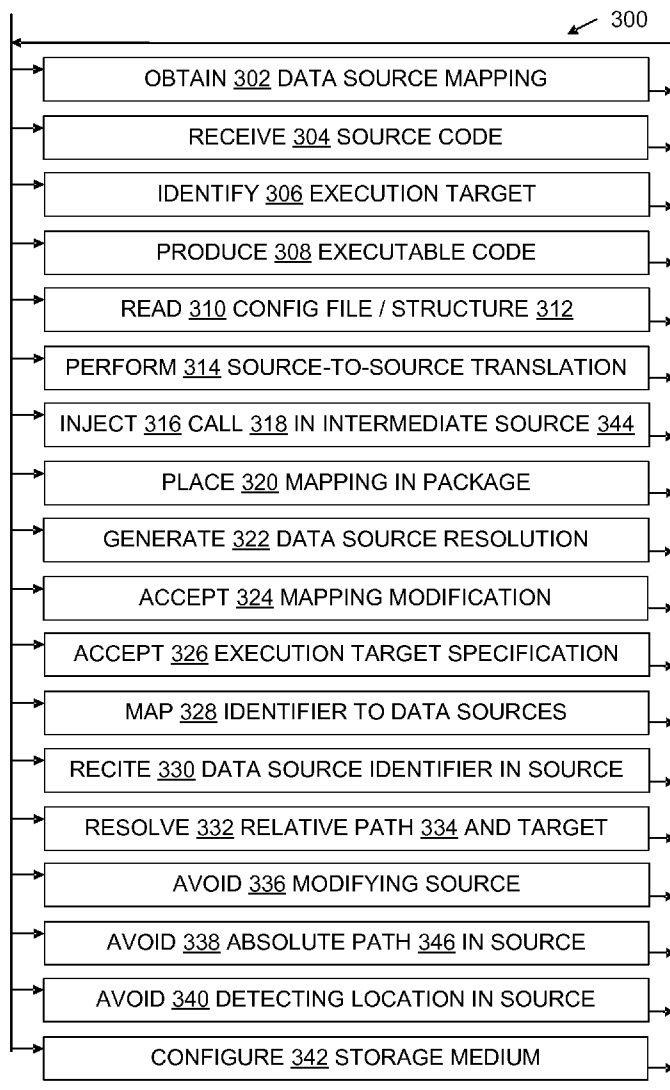 300
OBTAIN 302 DATA SOURCE MAPPING
RECEIVE 304 SOURCE CODE
IDENTIFY 306 EXECUTION TARGET
PRODUCE 308 EXECUTABLE CODE
READ 310 CONFIG FILE / STRUCTURE 312
PERFORM 314 SOURCE-TO-SOURCE TRANSLATION
INJECT 316 CALL 318 IN INTERMEDIATE SOURCE 344
PLACE 320 MAPPING IN PACKAGE
GENERATE 322 DATA SOURCE RESOLUTION
ACCEPT 324 MAPPING MODIFICATION
ACCEPT 326 EXECUTION TARGET SPECIFICATION
MAP 328 IDENTIFIER TO DATA SOURCES
RECITE 330 DATA SOURCE IDENTIFIER IN SOURCE
RESOLVE 332 RELATIVE PATH 334 AND TARGET
AVOID 336 MODIFYING SOURCE
AVOID 338 ABSOLUTE PATH 346 IN SOURCE
AVOID 340 DETECTING LOCATION IN SOURCE
CONFIGURE 342 STORAGE MEDIUM